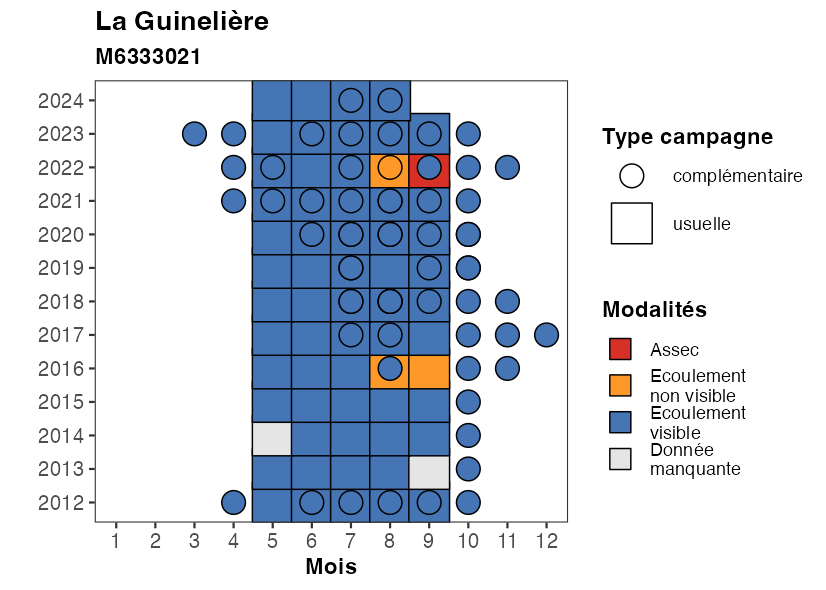 La Guinelière
M6333021
2024
2023
2022
2021
2020
2019
2018
2017
2016
2015
2014
2013
2012
1 2 3 4 5 6 7 8 9 10 11 12
Mois
Type campagne
complémentaire
usuelle
Modalités
Assec
Ecoulement
non visible
Ecoulement
visible
Donnée
manquante